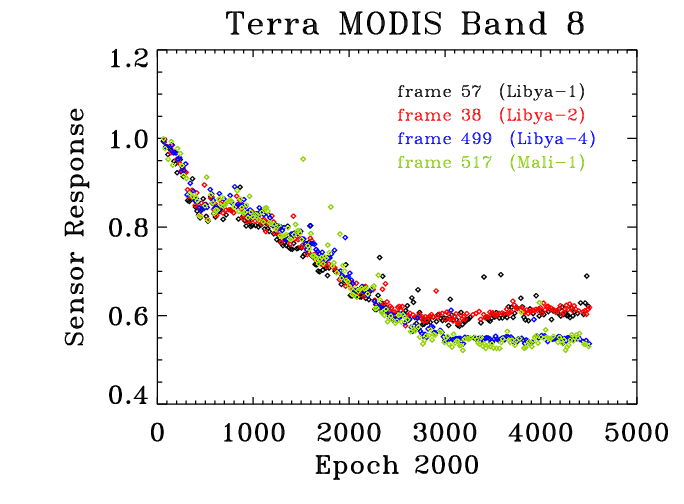 Terra MODIS Band 8
1.2
frame 57 (Libya-1)
frame 38 (Libya-2)
1.0
frame 499 (Libya-4)
frame 517 (Mali-1)
Sensor Response
0.8
0.6
0.4
0 1000 2000 3000 4000 5000
Epoch 2000